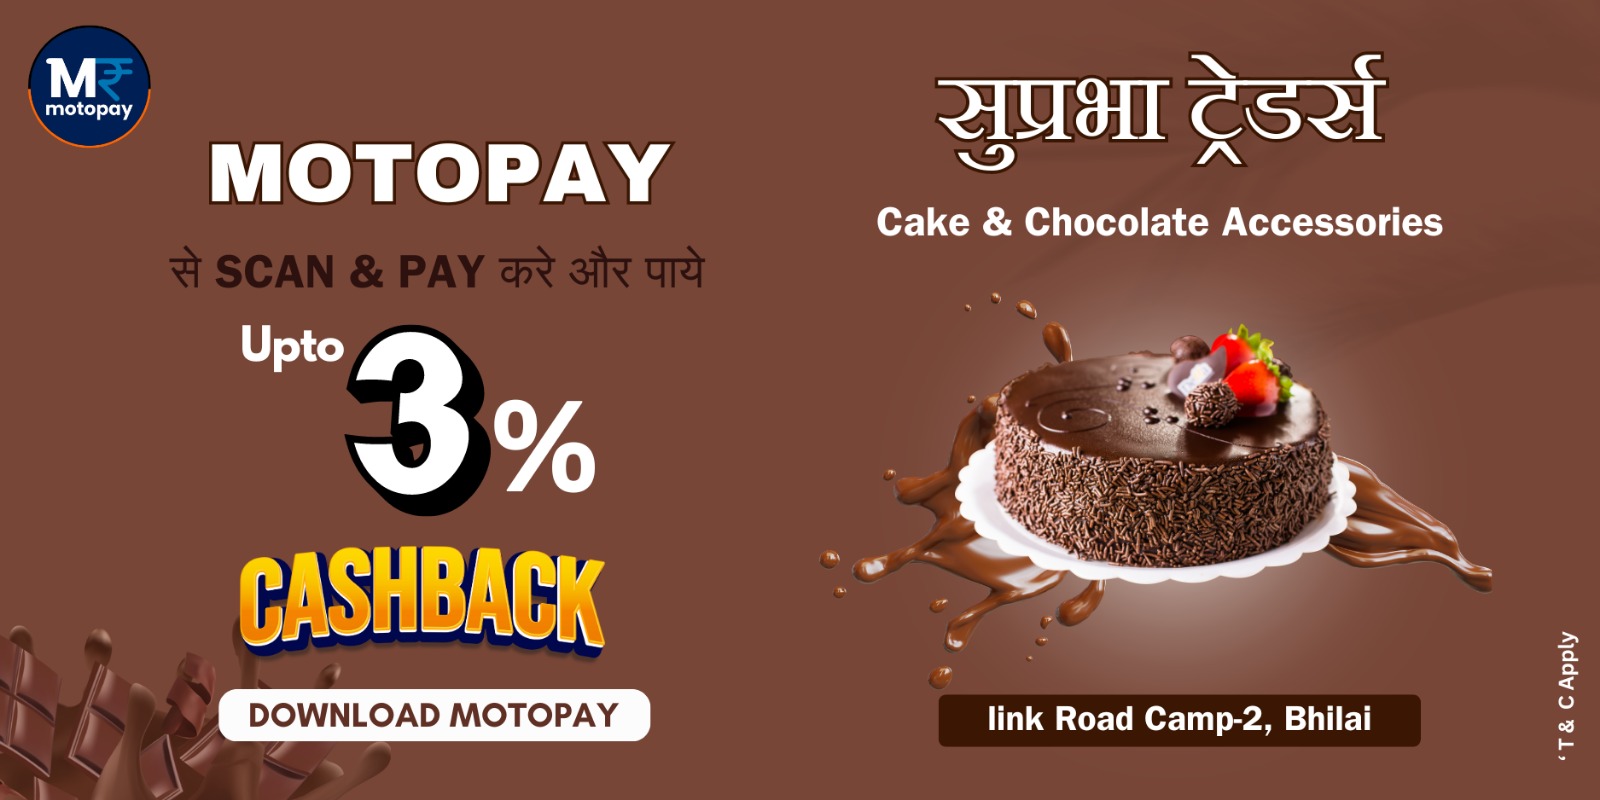 M₹
motopay
MOTOPAY
से SCAN & PAY करे और पाये
Upto 3%
CASHBACK
DOWNLOAD MOTOPAY
सुप्रभा ट्रेडर्स
Cake & Chocolate Accessories
link Road Camp-2, Bhilai
‘T & C Apply